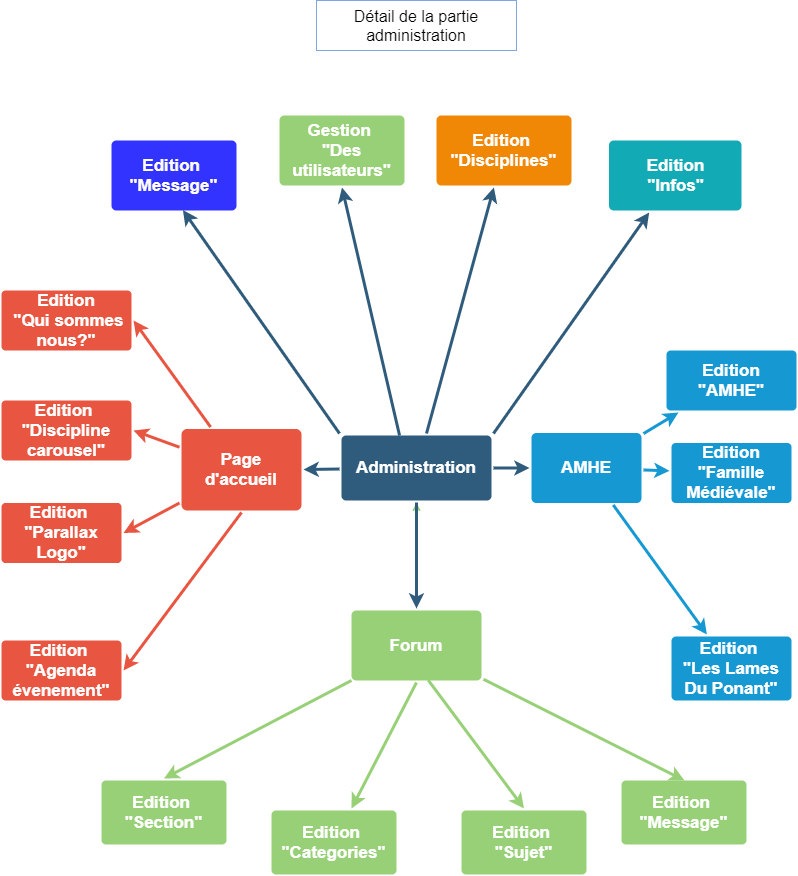 Détail de la partie
administration
Gestion
"Des
utilisateurs"
Edition
"Disciplines"
Edition
"Message"
Edition
"Infos"
Edition
"Qui sommes
nous?"
Edition
"AMHE"
Edition
"Discipline
carousel"
Page
d'accueil
Administration
AMHE
Edition
"Famille
Médiévale"
Edition
"Parallax
Logo"
Forum
Edition
"Agenda
évenement"
Edition
"Les Lames
Du Ponant"
Edition
"Section"
Edition
"Categories"
Edition
"Sujet"
Edition
"Message"